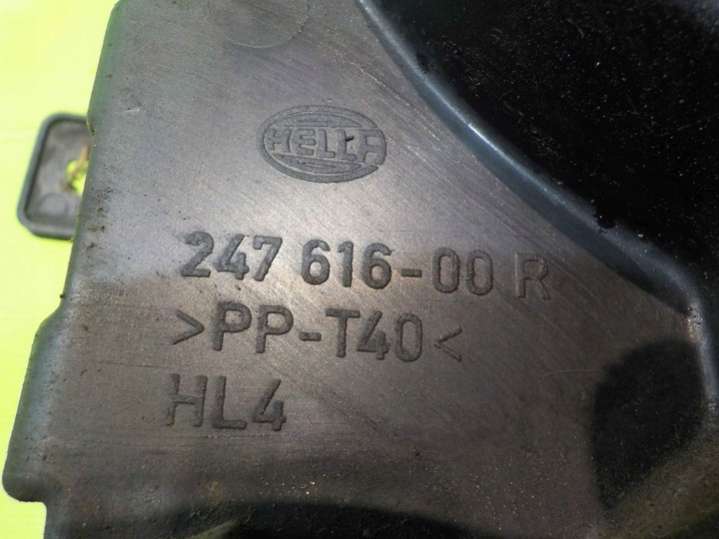 HELLA
247 616-00 R
>PP-T40<
HL4